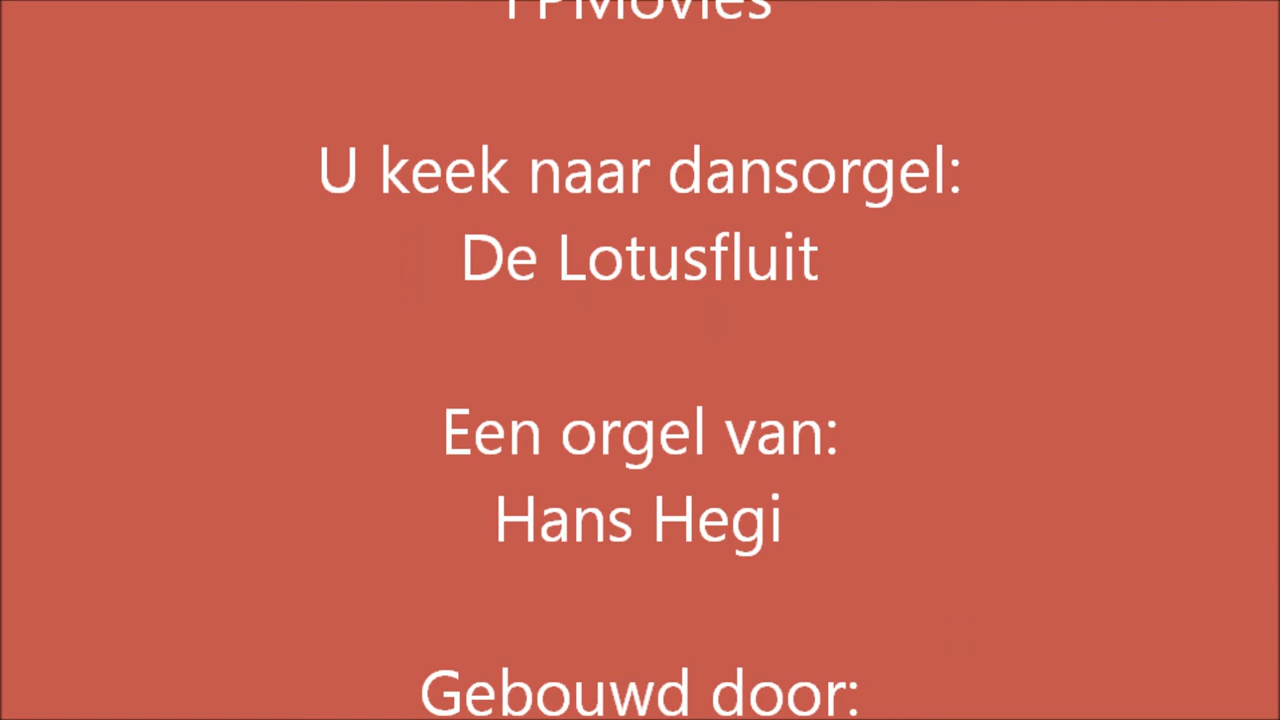 U keek naar dansorgel:
De Lotusfluit
Een orgel van:
Hans Hegi
Gebouwd door: